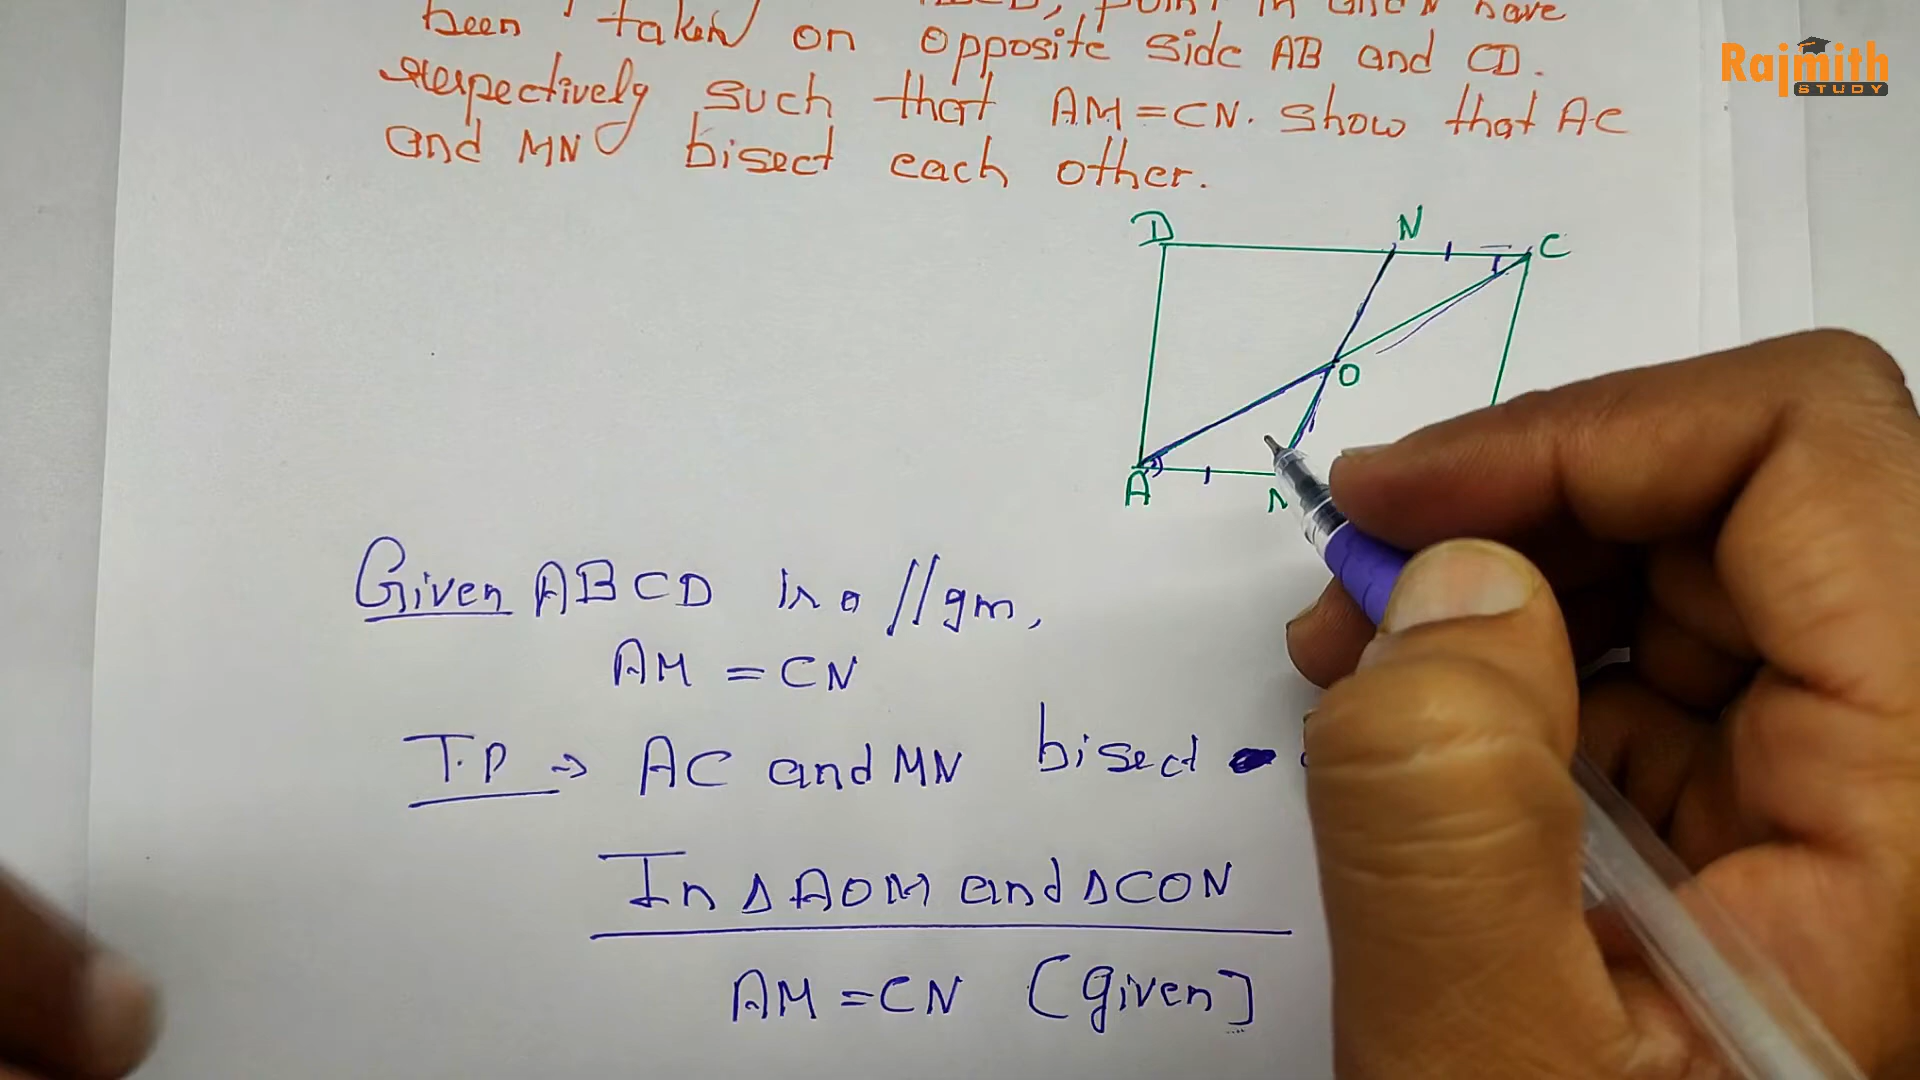 been taken on opposite side AB and CD.
respectively such that AM=CN. show that AC
and MN bisect each other.
Rajmith
STUDY
D N C
O
A
Given ABCD is a //gm,
AM = CN
T.P → AC and MN bisect
In △AOM and △CON
AM = CN (given]